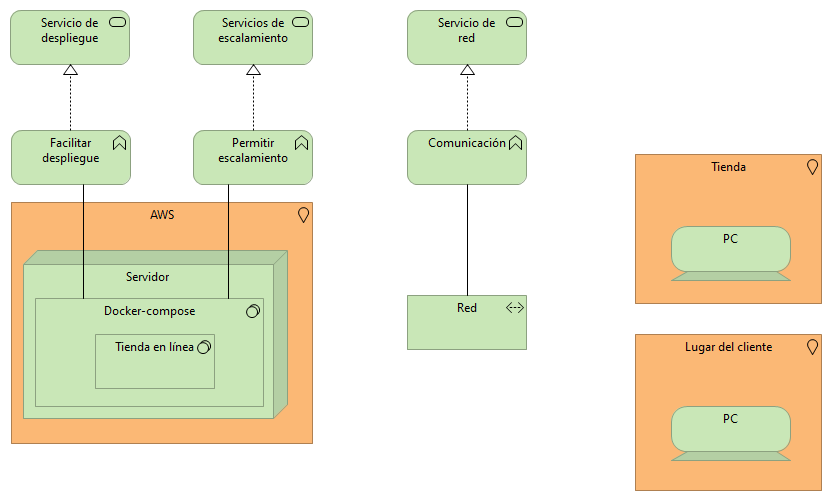 Servicio de
despliegue
Servicios de
escalamiento
Servicio de
red
Facilitar
despliegue
Permitir
escalamiento
Comunicación
AWS
Servidor
Docker-compose
Tienda en línea
Red
Tienda
PC
Lugar del cliente
PC